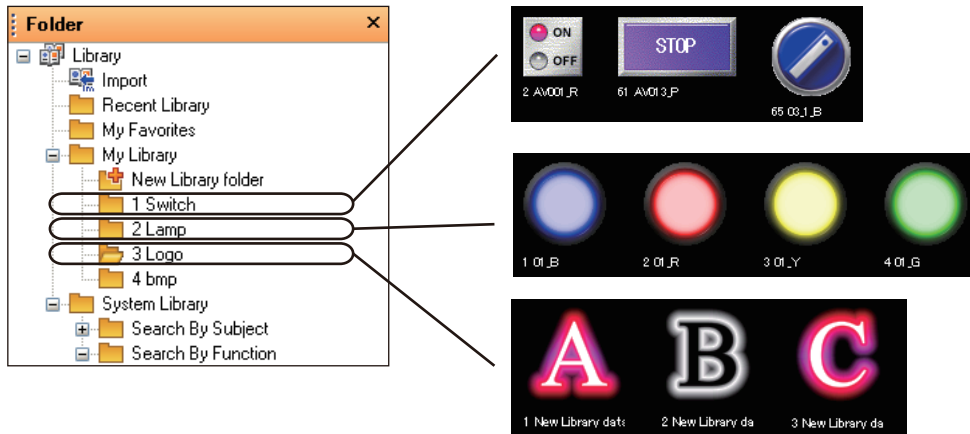 Folder
Library
Import
Recent Library
My Favorites
My Library
New Library folder
1 Switch
2 Lamp
3 Logo
4 bmp
System Library
Search By Subject
Search By Function
ON
OFF
STOP
2 AV001_R
61 AV013_P
65 03_1_B
1 01_B
2 01_R
3 01_Y
4 01_G
A B C
1 New Library data
2 New Library da
3 New Library da